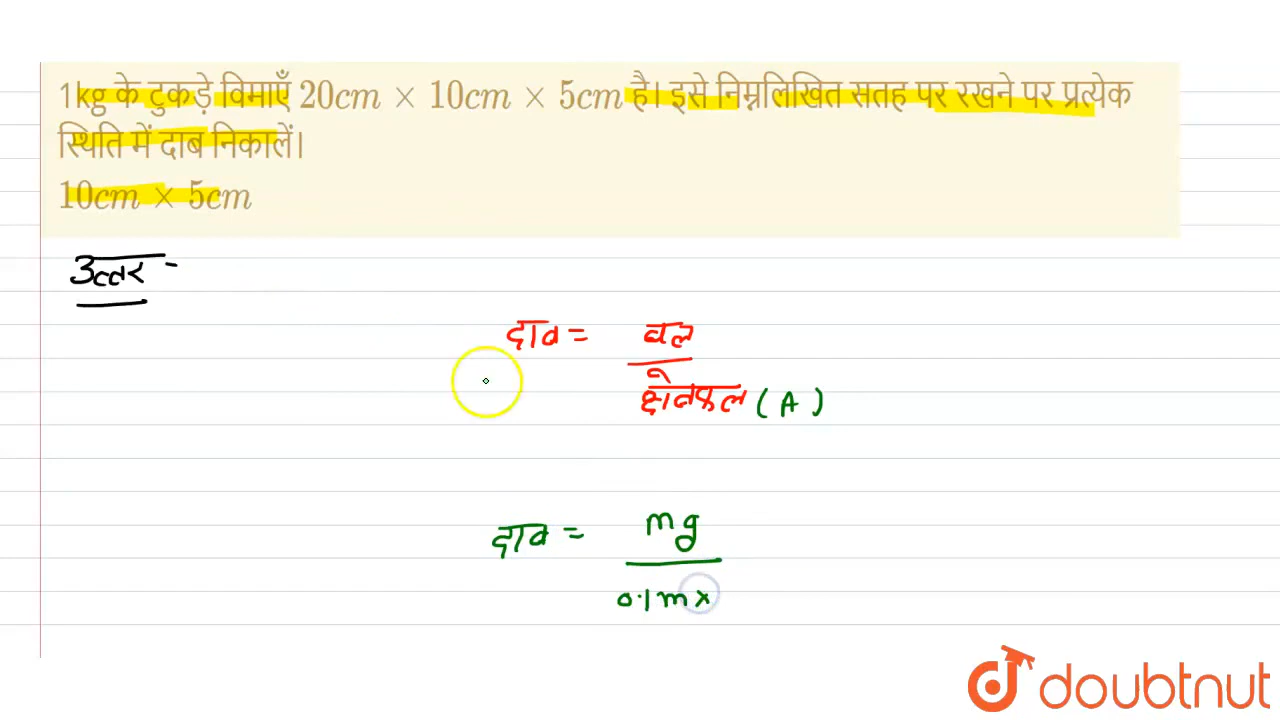 1kg के टुकड़े विमाएँ 20cm × 10cm × 5cm है। इसे निम्नलिखित सतह पर रखने पर प्रत्येक
स्थिति में दाब निकालें।
10cm × 5cm
उत्तर -
दाब = बल
क्षेत्रफल (A)
दाब = mg
0.1m ×
doubtnut